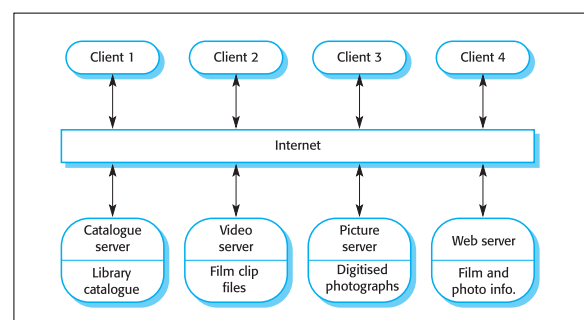 Client 1
Client 2
Client 3
Client 4
Internet
Catalogue
server
Library
catalogue
Video
server
Film clip
files
Picture
server
Digitised
photographs
Web server
Film and
photo info.